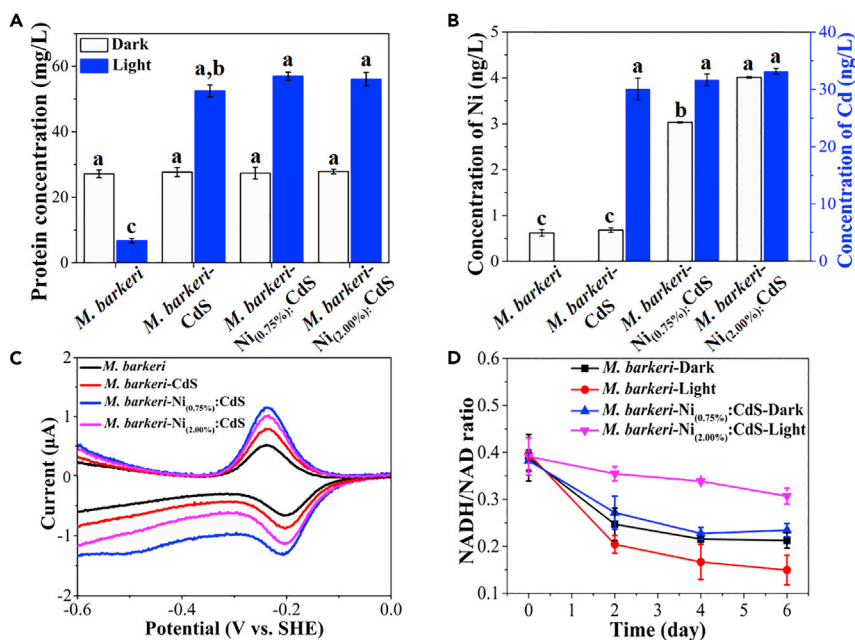 A
Protein concentration (mg/L)
60
40
20
0
Dark
Light
a
c
a
a,b
a
a
a
a
M. barkeri
M. barkeri-
CdS
M. barkeri-
Ni(0.75%):CdS
M. barkeri-
Ni(2.00%):CdS
B
Concentration of Ni (ng/L)
5
4
3
2
1
0
c
c
a
b
a
a
a
Concentration of Cd (ng/L)
40
30
20
10
0
M. barkeri
M. barkeri-
CdS
M. barkeri-
Ni(0.75%):CdS
M. barkeri-
Ni(2.00%):CdS
C
Current (μA)
2
1
0
-1
-2
M. barkeri
M. barkeri-CdS
M. barkeri-Ni(0.75%):CdS
M. barkeri-Ni(2.00%):CdS
-0.6
-0.4
-0.2
0.0
Potential (V vs. SHE)
D
NADH/NAD ratio
0.6
0.5
0.4
0.3
0.2
0.1
M. barkeri-Dark
M. barkeri-Light
M. barkeri-Ni(0.75%):CdS-Dark
M. barkeri-Ni(2.00%):CdS-Light
0
1
2
3
4
5
6
Time (day)